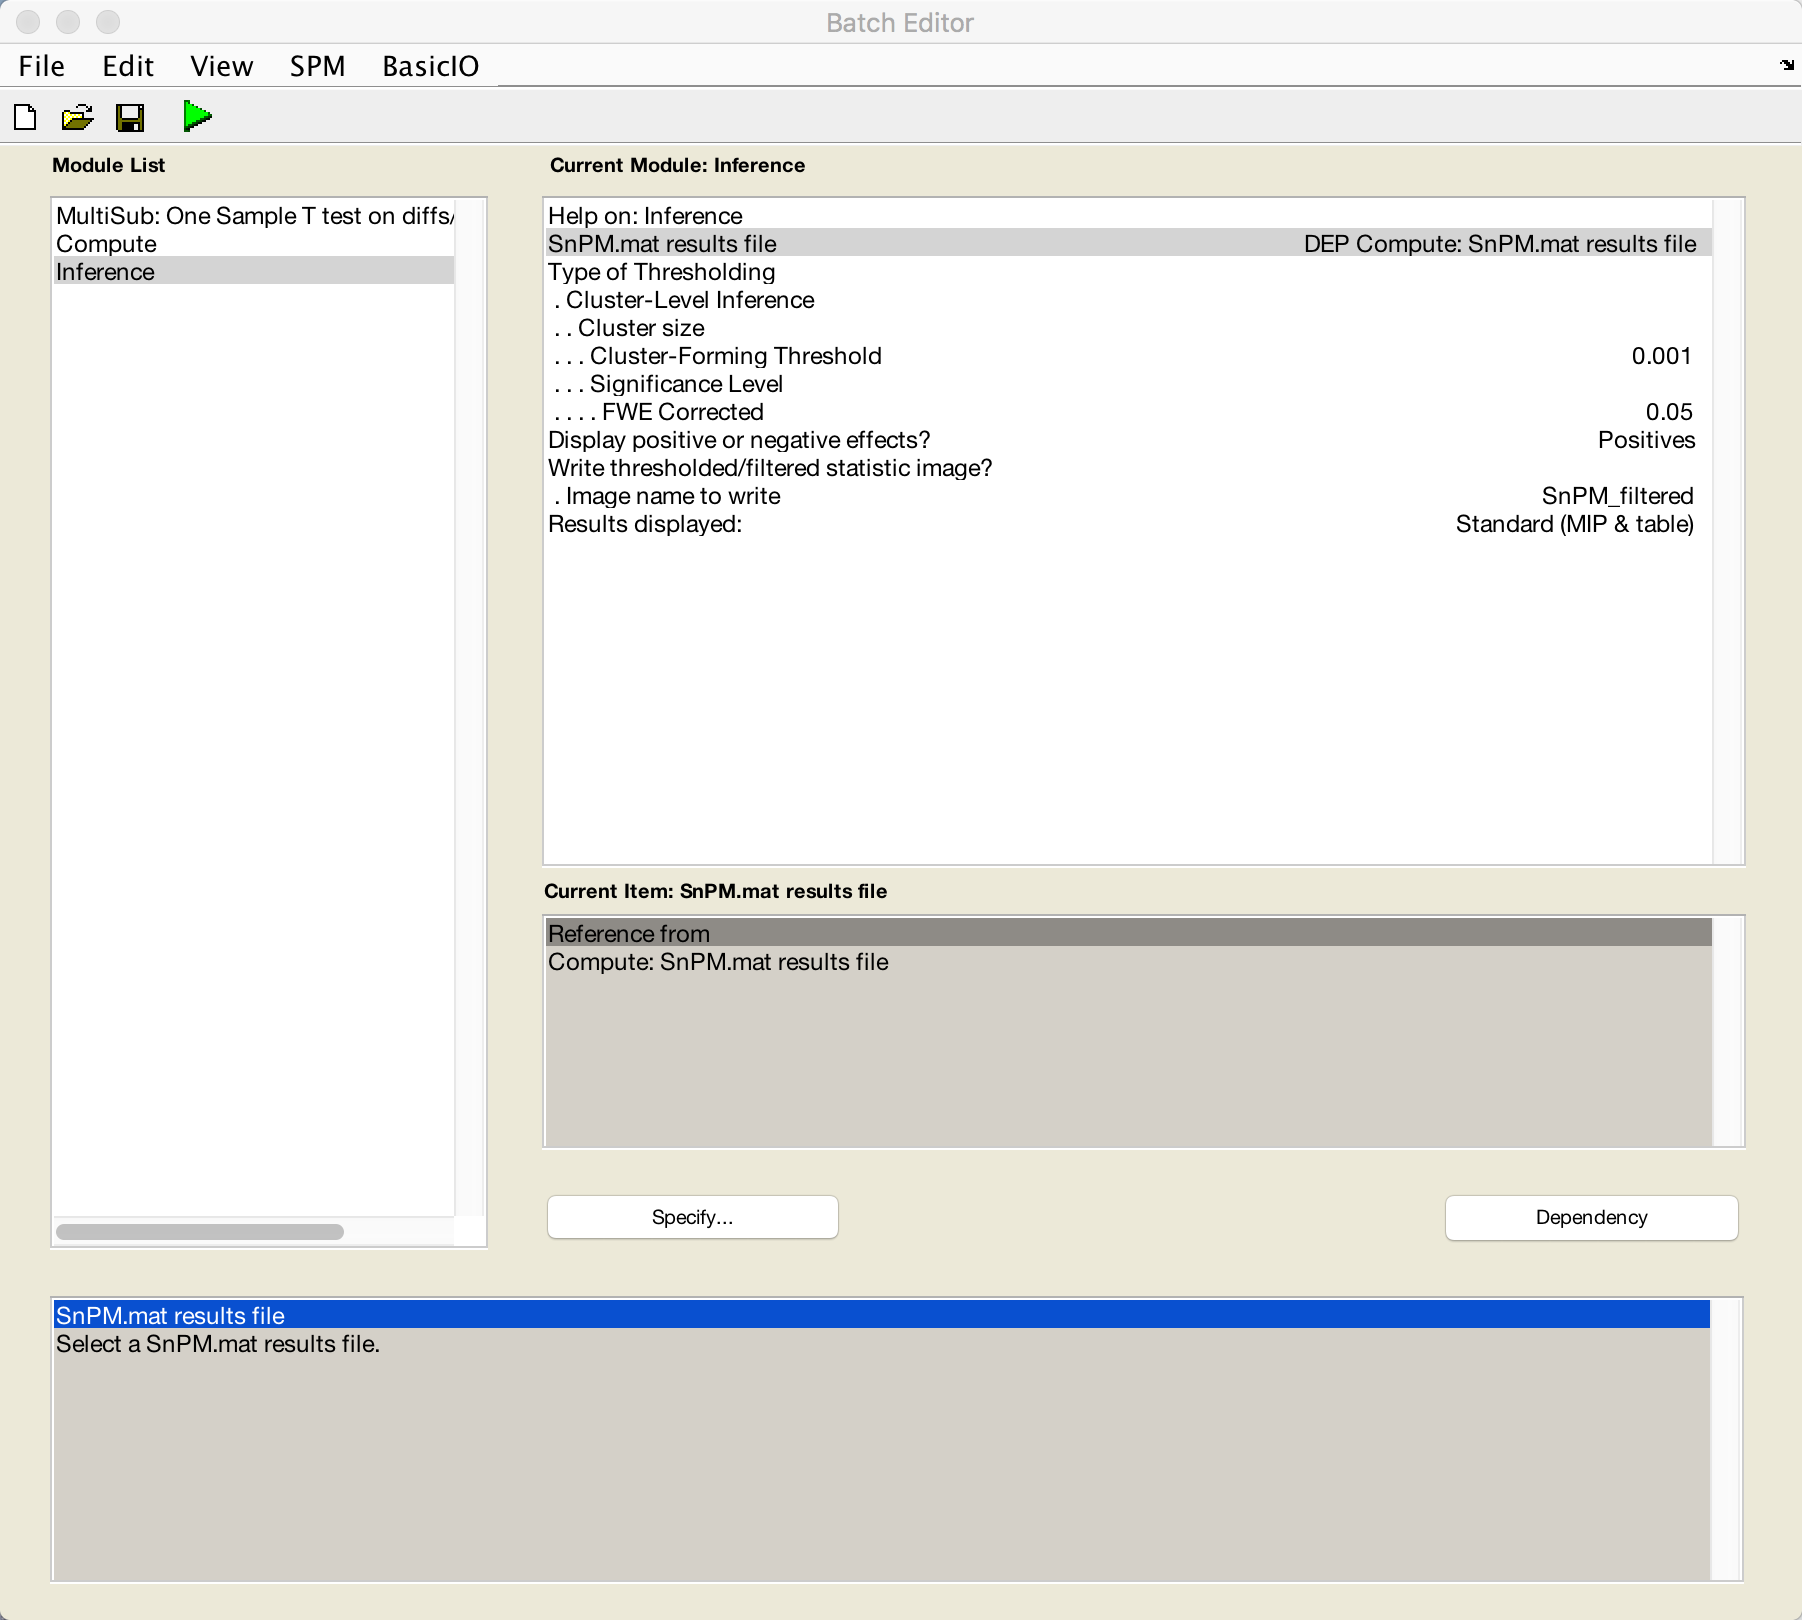 Batch Editor
File Edit View SPM BasicIO
Module List
MultiSub: One Sample T test on diffs/
Compute
Inference
Current Module: Inference
Help on: Inference
SnPM.mat results file DEP Compute: SnPM.mat results file
Type of Thresholding
. Cluster-Level Inference
. . Cluster size
. . . Cluster-Forming Threshold 0.001
. . . Significance Level
. . . . FWE Corrected 0.05
Display positive or negative effects? Positives
Write thresholded/filtered statistic image?
. Image name to write SnPM_filtered
Results displayed: Standard (MIP & table)
Current Item: SnPM.mat results file
Reference from
Compute: SnPM.mat results file
Specify...
Dependency
SnPM.mat results file
Select a SnPM.mat results file.